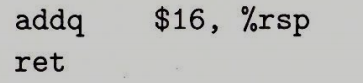 addq $16, %rsp
ret